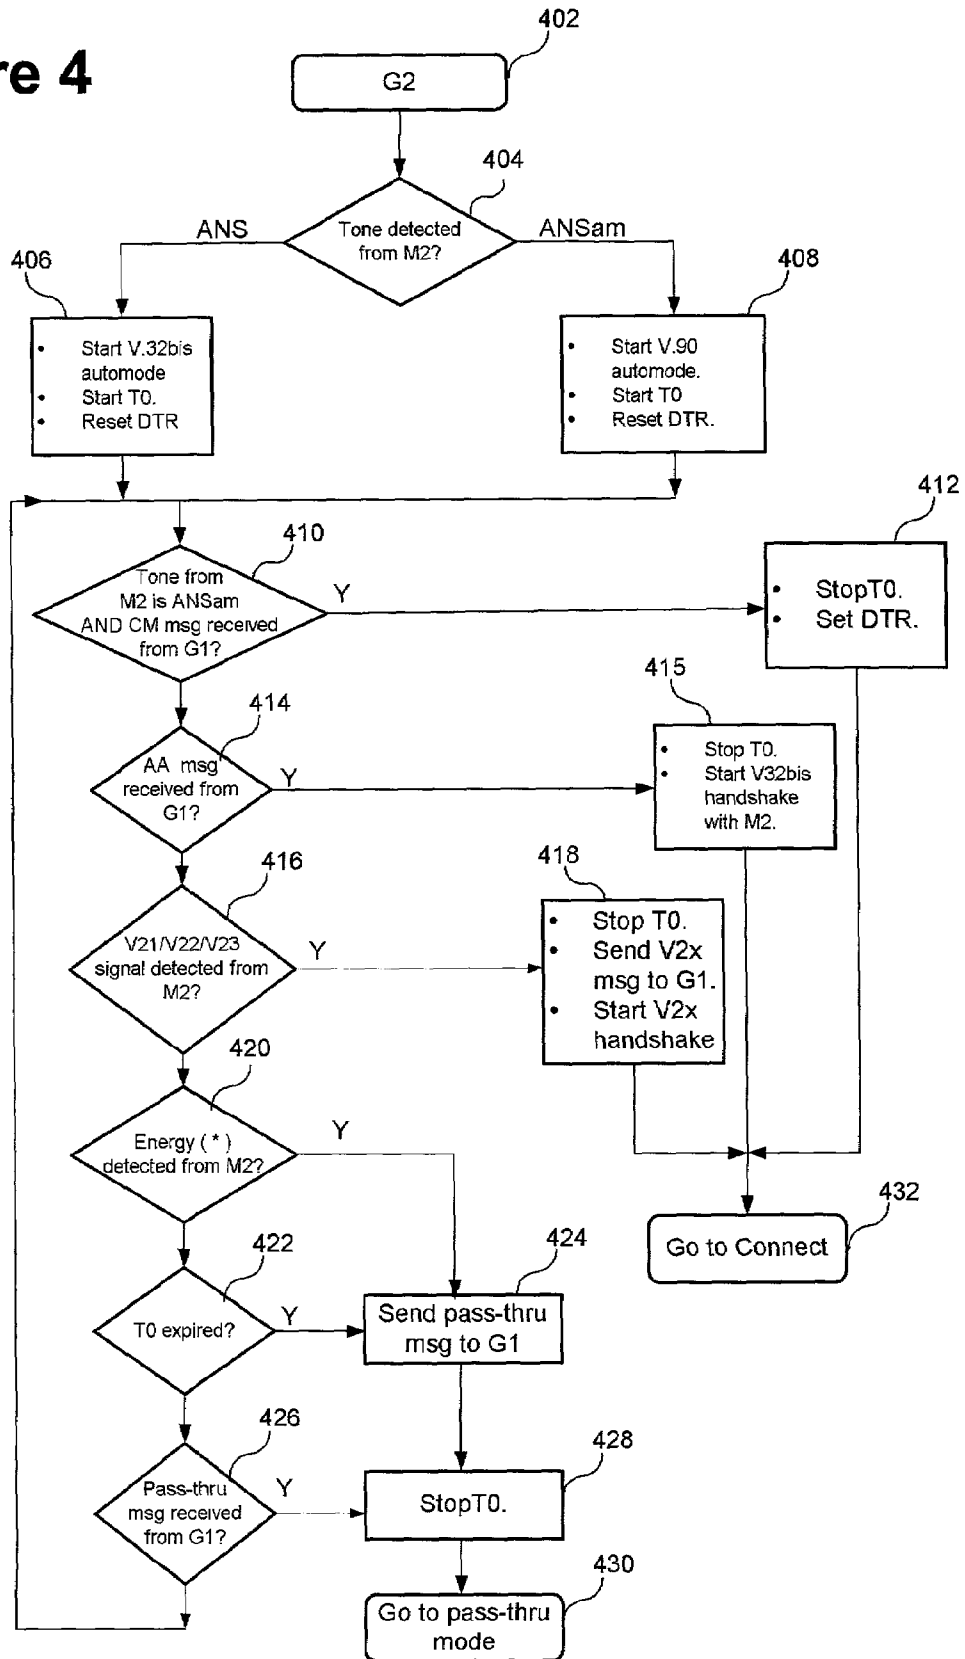 re 4
402
G2
404
Tone detected
from M2?
ANS
ANSam
406
408
• Start V.32bis
automode
• Start T0.
• Reset DTR
• Start V.90
automode.
• Start T0
• Reset DTR.
410
412
Tone from
M2 is ANSam
AND CM msg received
from G1?
Y
• StopT0.
• Set DTR.
414
415
AA msg
received from
G1?
Y
• Stop T0.
• Start V32bis
handshake
with M2.
416
418
V21/V22/V23
signal detected from
M2?
Y
• Stop T0.
• Send V2x
msg to G1.
• Start V2x
handshake
420
Energy ( * )
detected from M2?
Y
432
Go to Connect
422
424
T0 expired?
Y
Send pass-thru
msg to G1
426
428
Pass-thru
msg received
from G1?
Y
StopT0.
430
Go to pass-thru
mode